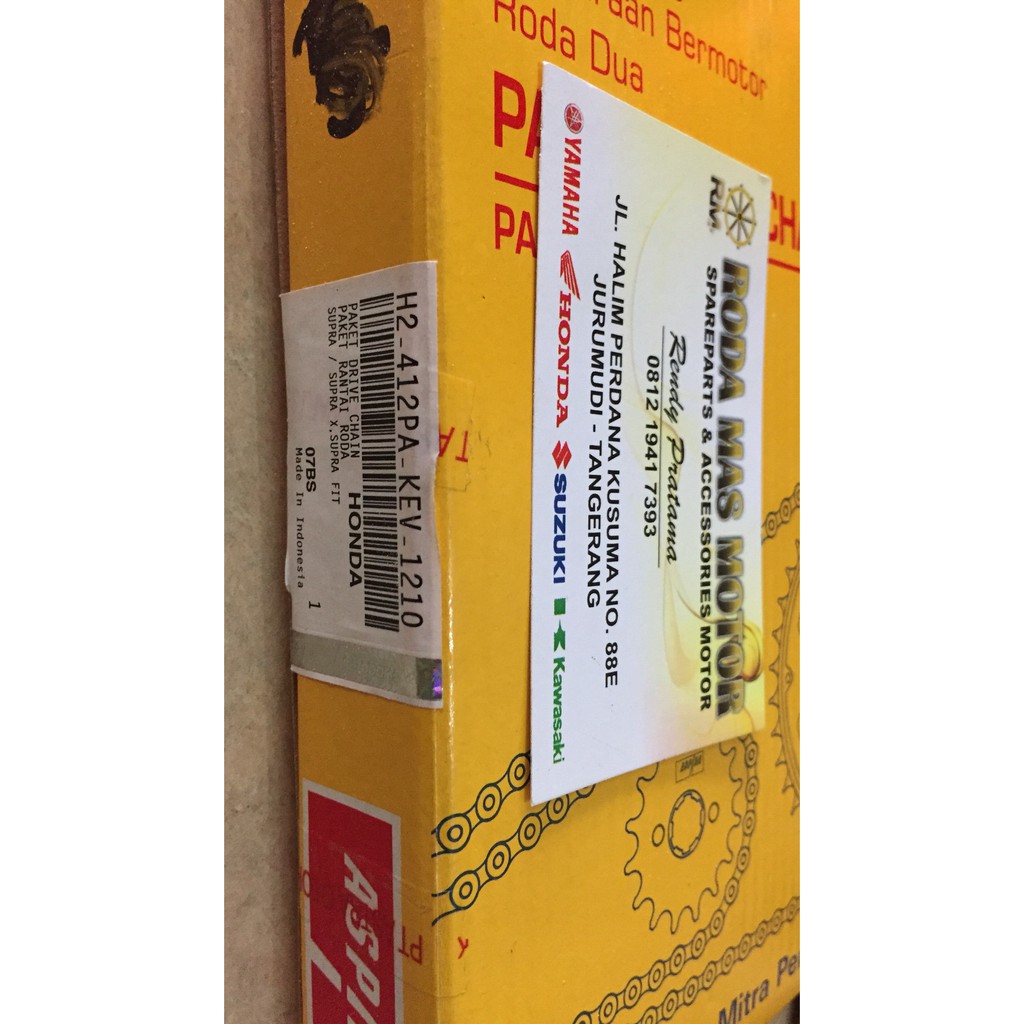 Bermotor
Roda Dua
RODA MAS MOTOR
SPAREPARTS & ACCESSORIES MOTOR
Rendy Pratama
0812 1941 7393
JL. HALIM PERDANA KUSUMA NO. 88E
JURUMUDI - TANGERANG
YAMAHA HONDA SUZUKI Kawasaki
H2-412PA-KEV-1210
PAKET DRIVE CHAIN HONDA
PAKET RANTAI RODA
SUPRA / SUPRA X.SUPRA FIT
07BS
Made In Indonesia 1
Mitra